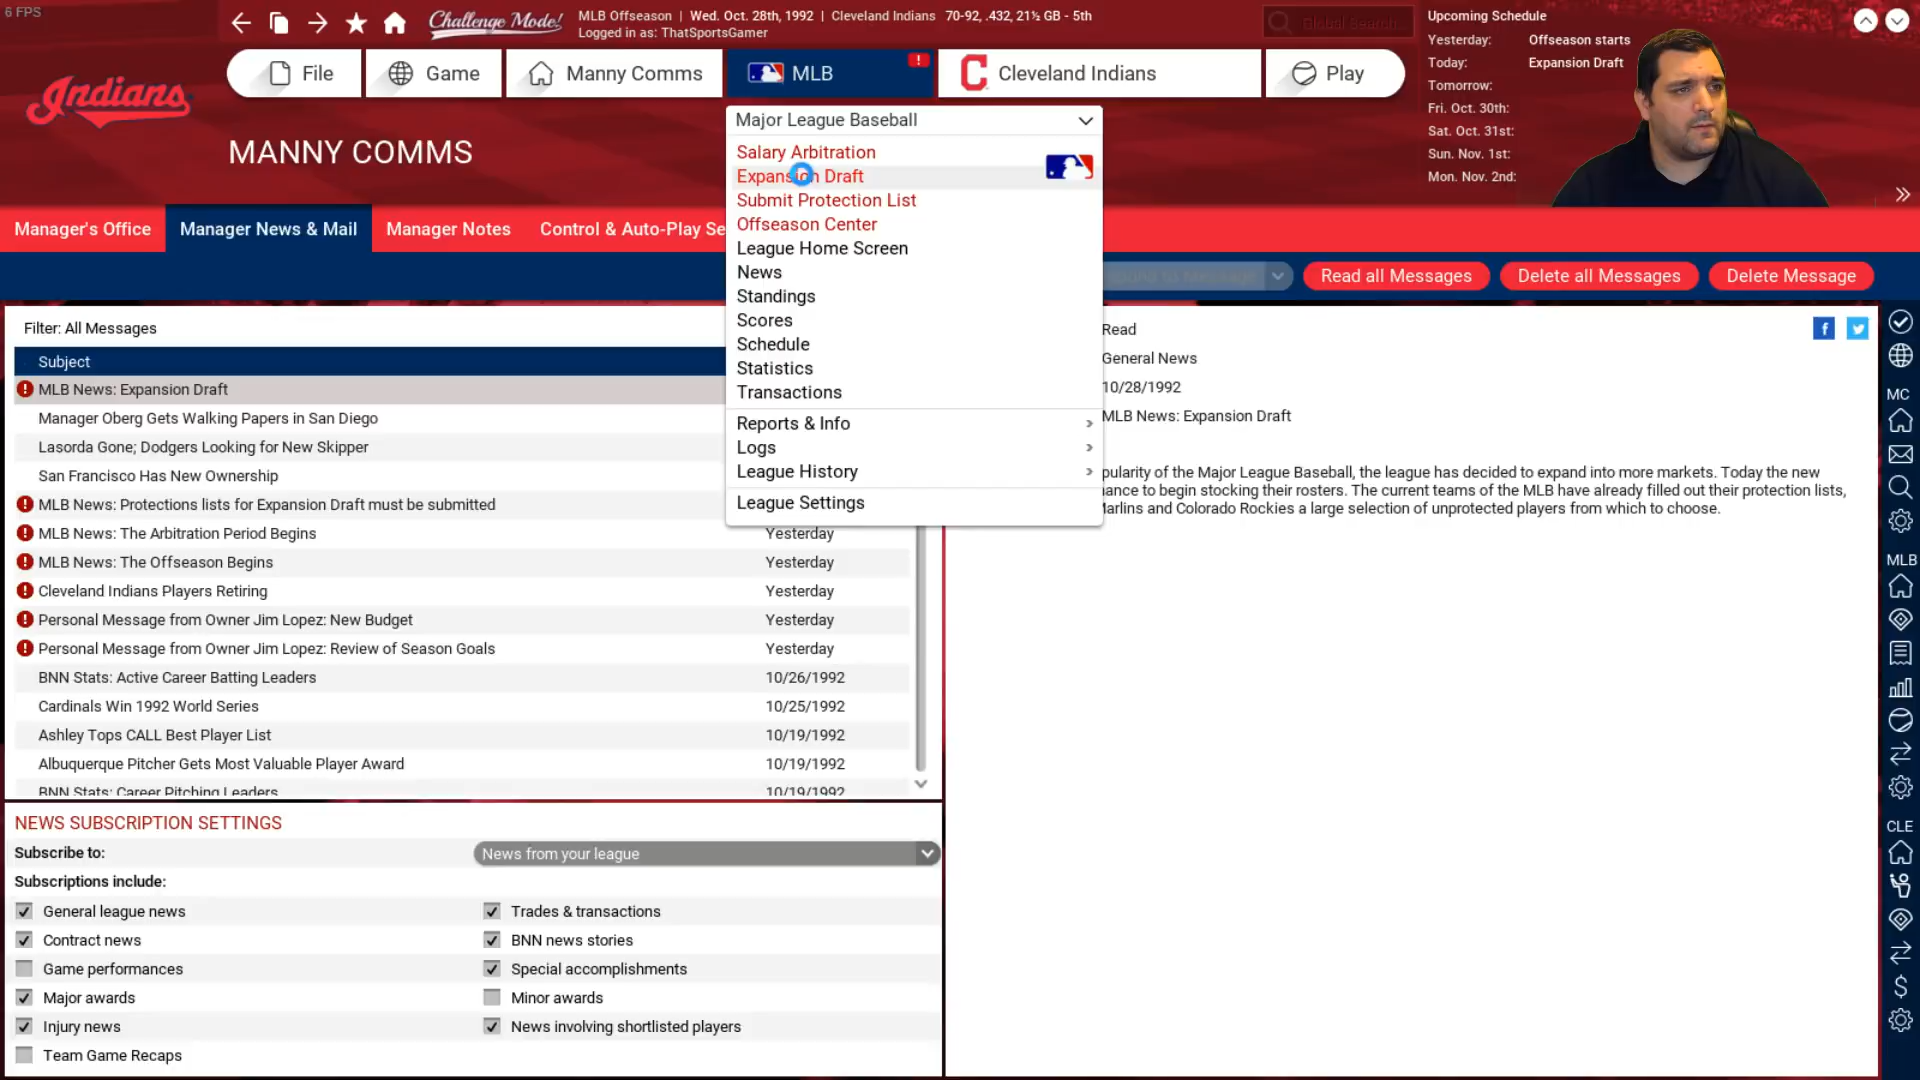 6 FPS
Challenge Mode!
MLB Offseason | Wed. Oct. 28th, 1992 | Cleveland Indians 70-92, .432, 21½ GB - 5th
Logged in as: ThatSportsGamer
Global Search...
Upcoming Schedule
Yesterday: Offseason starts
Today: Expansion Draft
Tomorrow:
Fri. Oct. 30th:
Sat. Oct. 31st:
Sun. Nov. 1st:
Mon. Nov. 2nd:
Indians
File
Game
Manny Comms
MLB
!
C
Cleveland Indians
Play
MANNY COMMS
Major League Baseball
Salary Arbitration
Expansion Draft
Submit Protection List
Offseason Center
League Home Screen
News
Standings
Scores
Schedule
Statistics
Transactions
Reports & Info
Logs
League History
League Settings
Manager's Office
Manager News & Mail
Manager Notes
Control & Auto-Play Se
Read all Messages
Delete all Messages
Delete Message
Filter: All Messages
Subject
MLB News: Expansion Draft
Manager Oberg Gets Walking Papers in San Diego
Lasorda Gone; Dodgers Looking for New Skipper
San Francisco Has New Ownership
MLB News: Protections lists for Expansion Draft must be submitted
MLB News: The Arbitration Period Begins Yesterday
MLB News: The Offseason Begins Yesterday
Cleveland Indians Players Retiring Yesterday
Personal Message from Owner Jim Lopez: New Budget Yesterday
Personal Message from Owner Jim Lopez: Review of Season Goals Yesterday
BNN Stats: Active Career Batting Leaders 10/26/1992
Cardinals Win 1992 World Series 10/25/1992
Ashley Tops CALL Best Player List 10/19/1992
Albuquerque Pitcher Gets Most Valuable Player Award 10/19/1992
BNN Stats: Career Pitching Leaders 10/19/1992
Read
General News
10/28/1992
MLB News: Expansion Draft
pularity of the Major League Baseball, the league has decided to expand into more markets. Today the new
ance to begin stocking their rosters. The current teams of the MLB have already filled out their protection lists,
Marlins and Colorado Rockies a large selection of unprotected players from which to choose.
NEWS SUBSCRIPTION SETTINGS
Subscribe to: News from your league
Subscriptions include:
General league news
Trades & transactions
Contract news
BNN news stories
Game performances
Special accomplishments
Major awards
Minor awards
Injury news
News involving shortlisted players
Team Game Recaps
MC
MLB
CLE